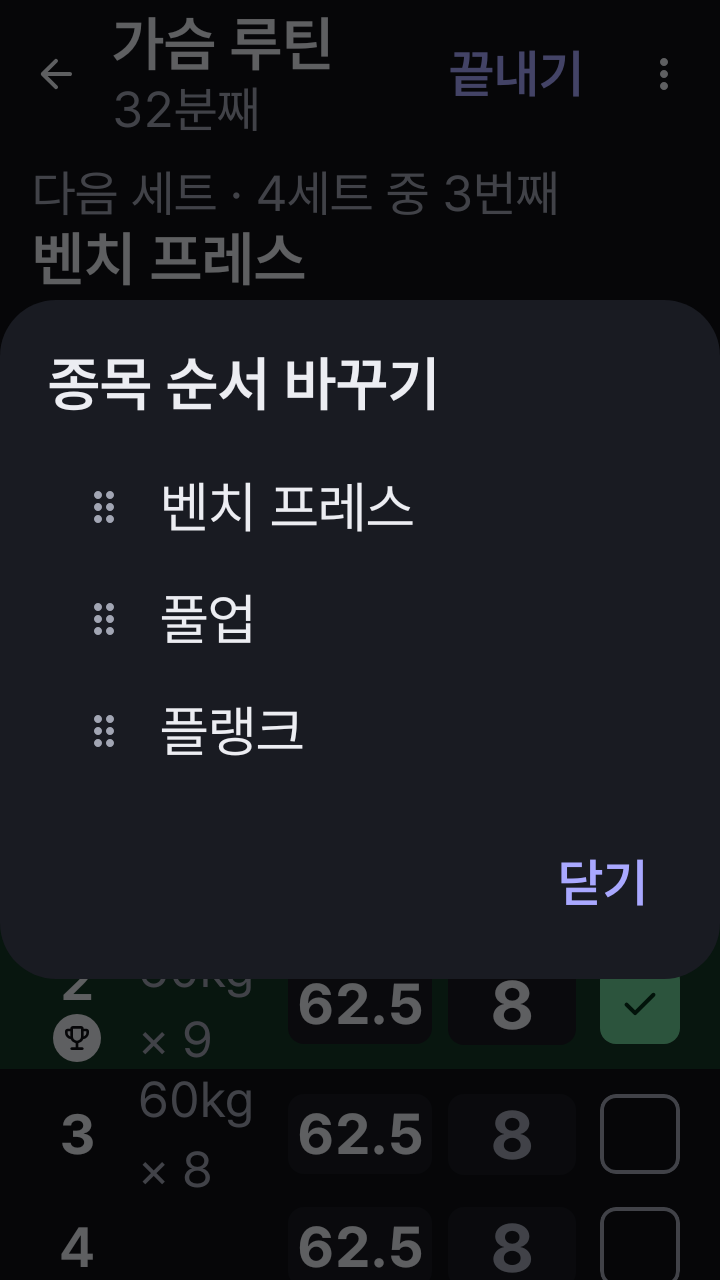 가슴 루틴
끝내기
32분째
다음 세트 · 4세트 중 3번째
벤치 프레스
종목 순서 바꾸기
벤치 프레스
풀업
플랭크
닫기
2 60kg 62.5 8
× 9
3 60kg 62.5 8
× 8
4 62.5 8